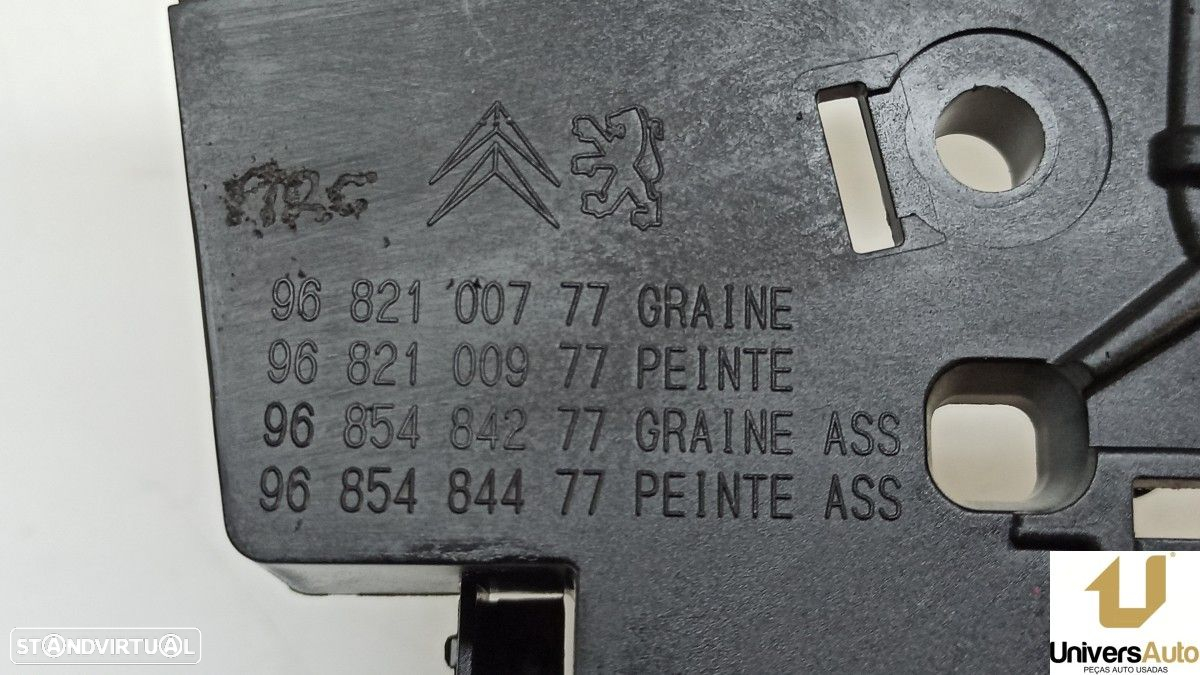 96 821 007 77 GRAINE
96 821 009 77 PEINTE
96 854 842 77 GRAINE ASS
96 854 844 77 PEINTE ASS
STANDVIRTUAL
UniversAuto
PEÇAS AUTO USADAS